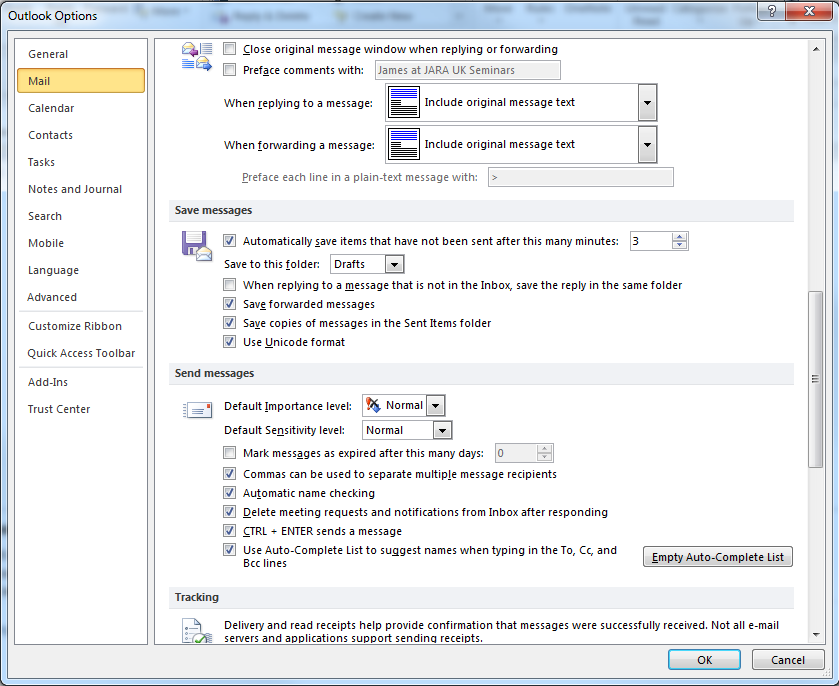 Outlook Options
General
Mail
Calendar
Contacts
Tasks
Notes and Journal
Search
Mobile
Language
Advanced
Customize Ribbon
Quick Access Toolbar
Add-Ins
Trust Center
Close original message window when replying or forwarding
Preface comments with: James at JARA UK Seminars
When replying to a message: Include original message text
When forwarding a message: Include original message text
Preface each line in a plain-text message with: >
Save messages
Automatically save items that have not been sent after this many minutes: 3
Save to this folder: Drafts
When replying to a message that is not in the Inbox, save the reply in the same folder
Save forwarded messages
Save copies of messages in the Sent Items folder
Use Unicode format
Send messages
Default Importance level: Normal
Default Sensitivity level: Normal
Mark messages as expired after this many days: 0
Commas can be used to separate multiple message recipients
Automatic name checking
Delete meeting requests and notifications from Inbox after responding
CTRL + ENTER sends a message
Use Auto-Complete List to suggest names when typing in the To, Cc, and
Bcc lines
Empty Auto-Complete List
Tracking
Delivery and read receipts help provide confirmation that messages were successfully received. Not all e-mail
servers and applications support sending receipts.
OK
Cancel